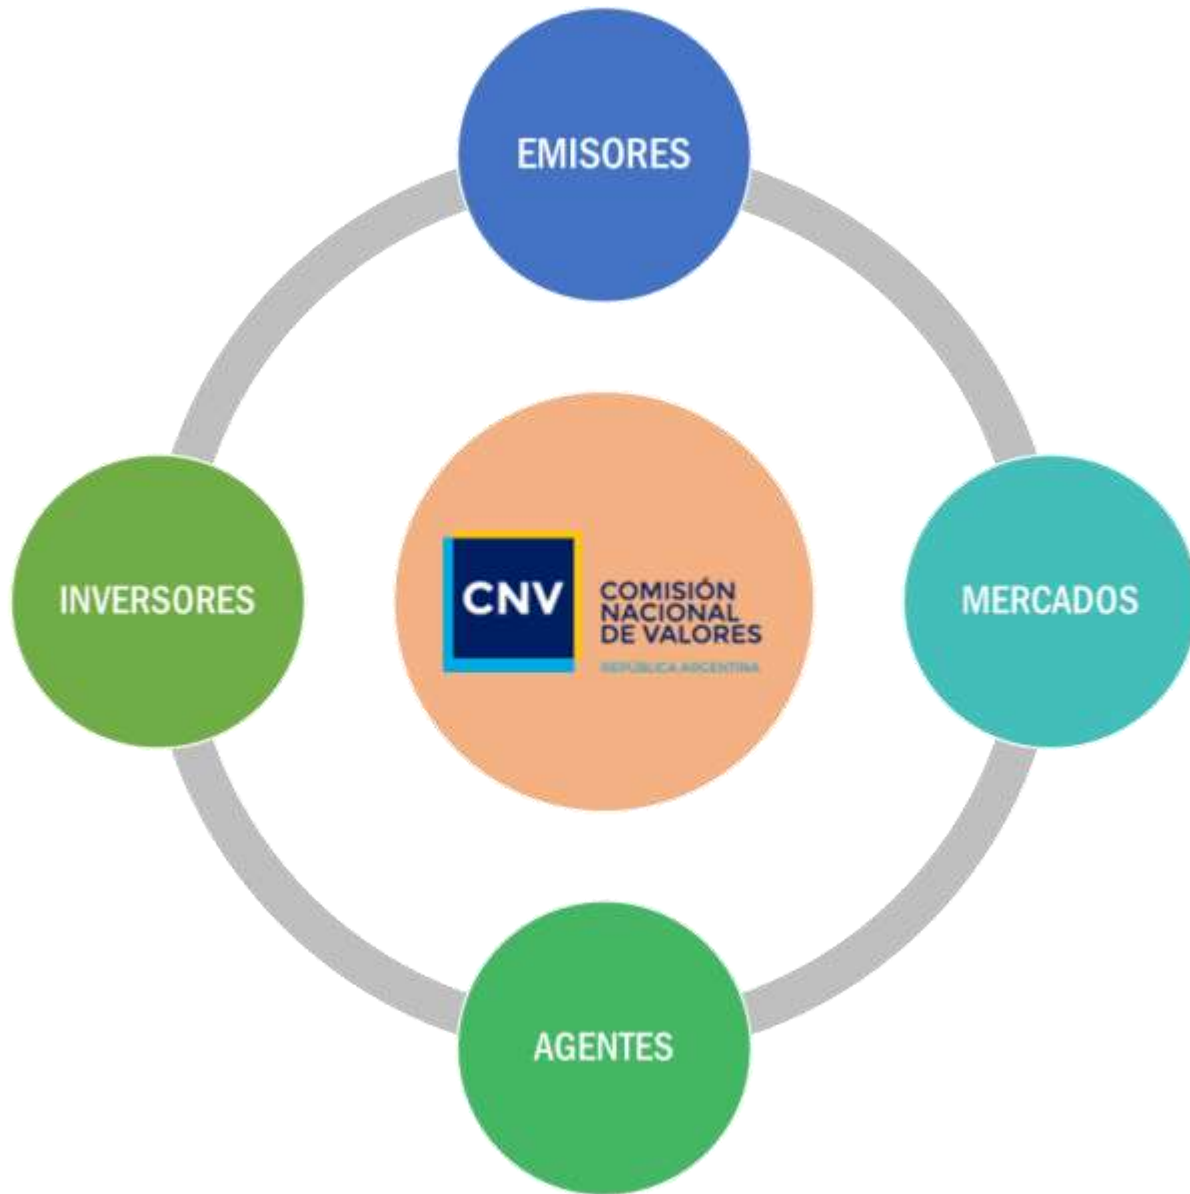 EMISORES
INVERSORES
CNV
COMISIÓN
NACIONAL
DE VALORES
REPÚBLICA ARGENTINA
MERCADOS
AGENTES